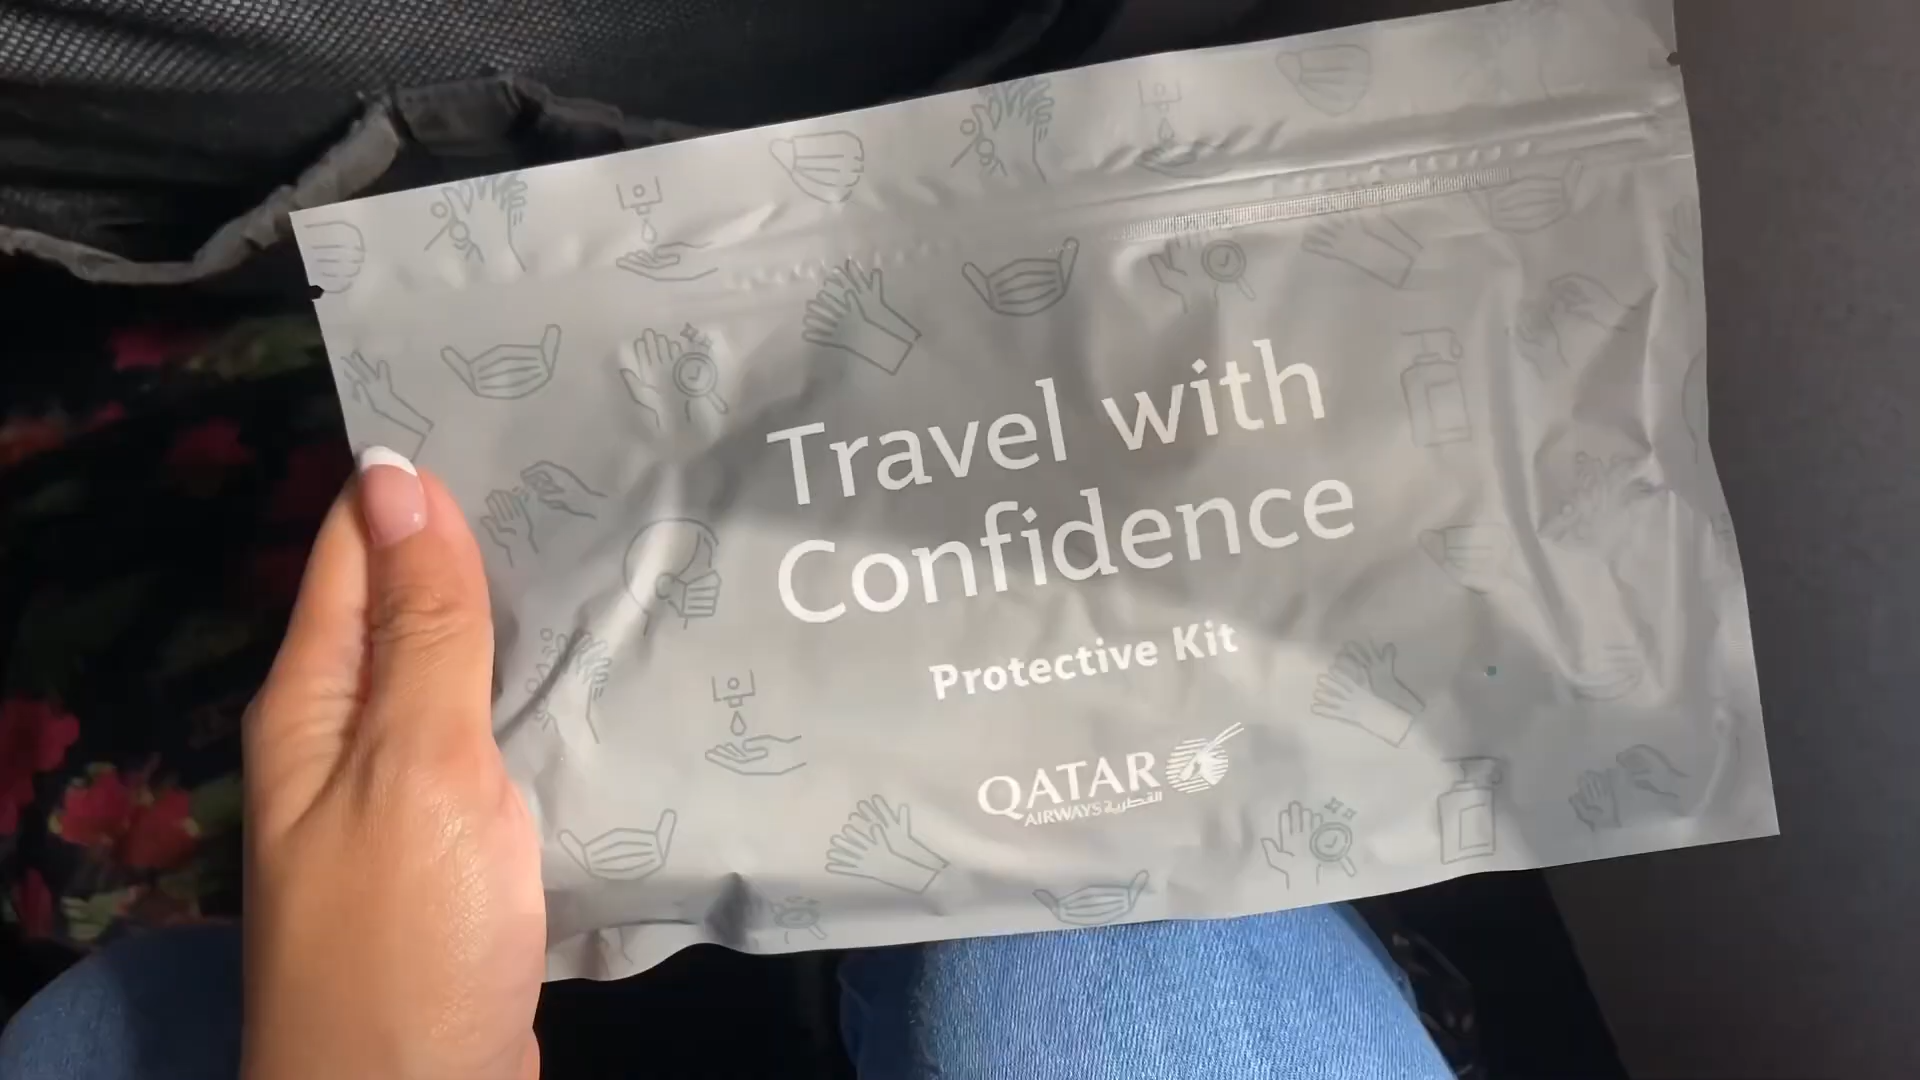 Travel with
Confidence
Protective Kit
QATAR
AIRWAYS القطرية